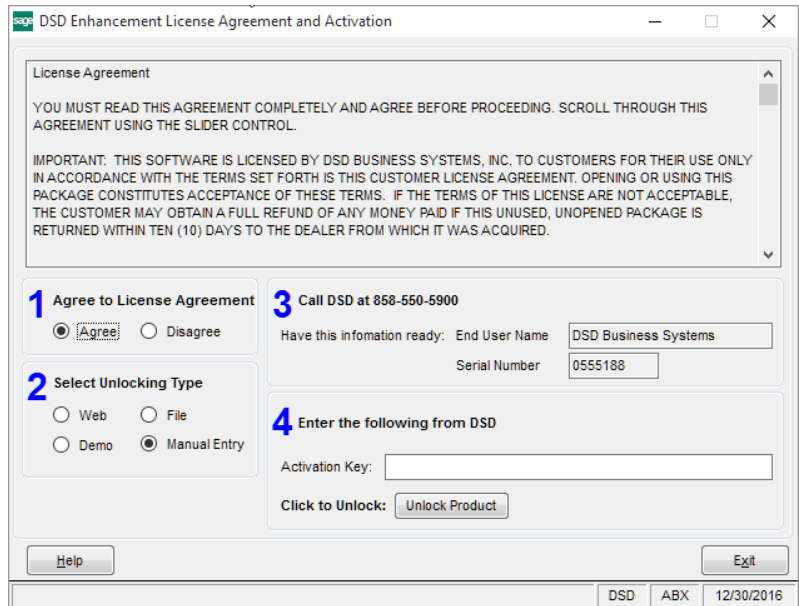 sage DSD Enhancement License Agreement and Activation
License Agreement
YOU MUST READ THIS AGREEMENT COMPLETELY AND AGREE BEFORE PROCEEDING. SCROLL THROUGH THIS
AGREEMENT USING THE SLIDER CONTROL.
IMPORTANT: THIS SOFTWARE IS LICENSED BY DSD BUSINESS SYSTEMS, INC. TO CUSTOMERS FOR THEIR USE ONLY
IN ACCORDANCE WITH THE TERMS SET FORTH IS THIS CUSTOMER LICENSE AGREEMENT. OPENING OR USING THIS
PACKAGE CONSTITUTES ACCEPTANCE OF THESE TERMS. IF THE TERMS OF THIS LICENSE ARE NOT ACCEPTABLE,
THE CUSTOMER MAY OBTAIN A FULL REFUND OF ANY MONEY PAID IF THIS UNUSED, UNOPENED PACKAGE IS
RETURNED WITHIN TEN (10) DAYS TO THE DEALER FROM WHICH IT WAS ACQUIRED.
1 Agree to License Agreement
Agree Disagree
2 Select Unlocking Type
Web File
Demo Manual Entry
3 Call DSD at 858-550-5900
Have this infomation ready: End User Name DSD Business Systems
Serial Number 0555188
4 Enter the following from DSD
Activation Key:
Click to Unlock: Unlock Product
Help Exit
DSD ABX 12/30/2016